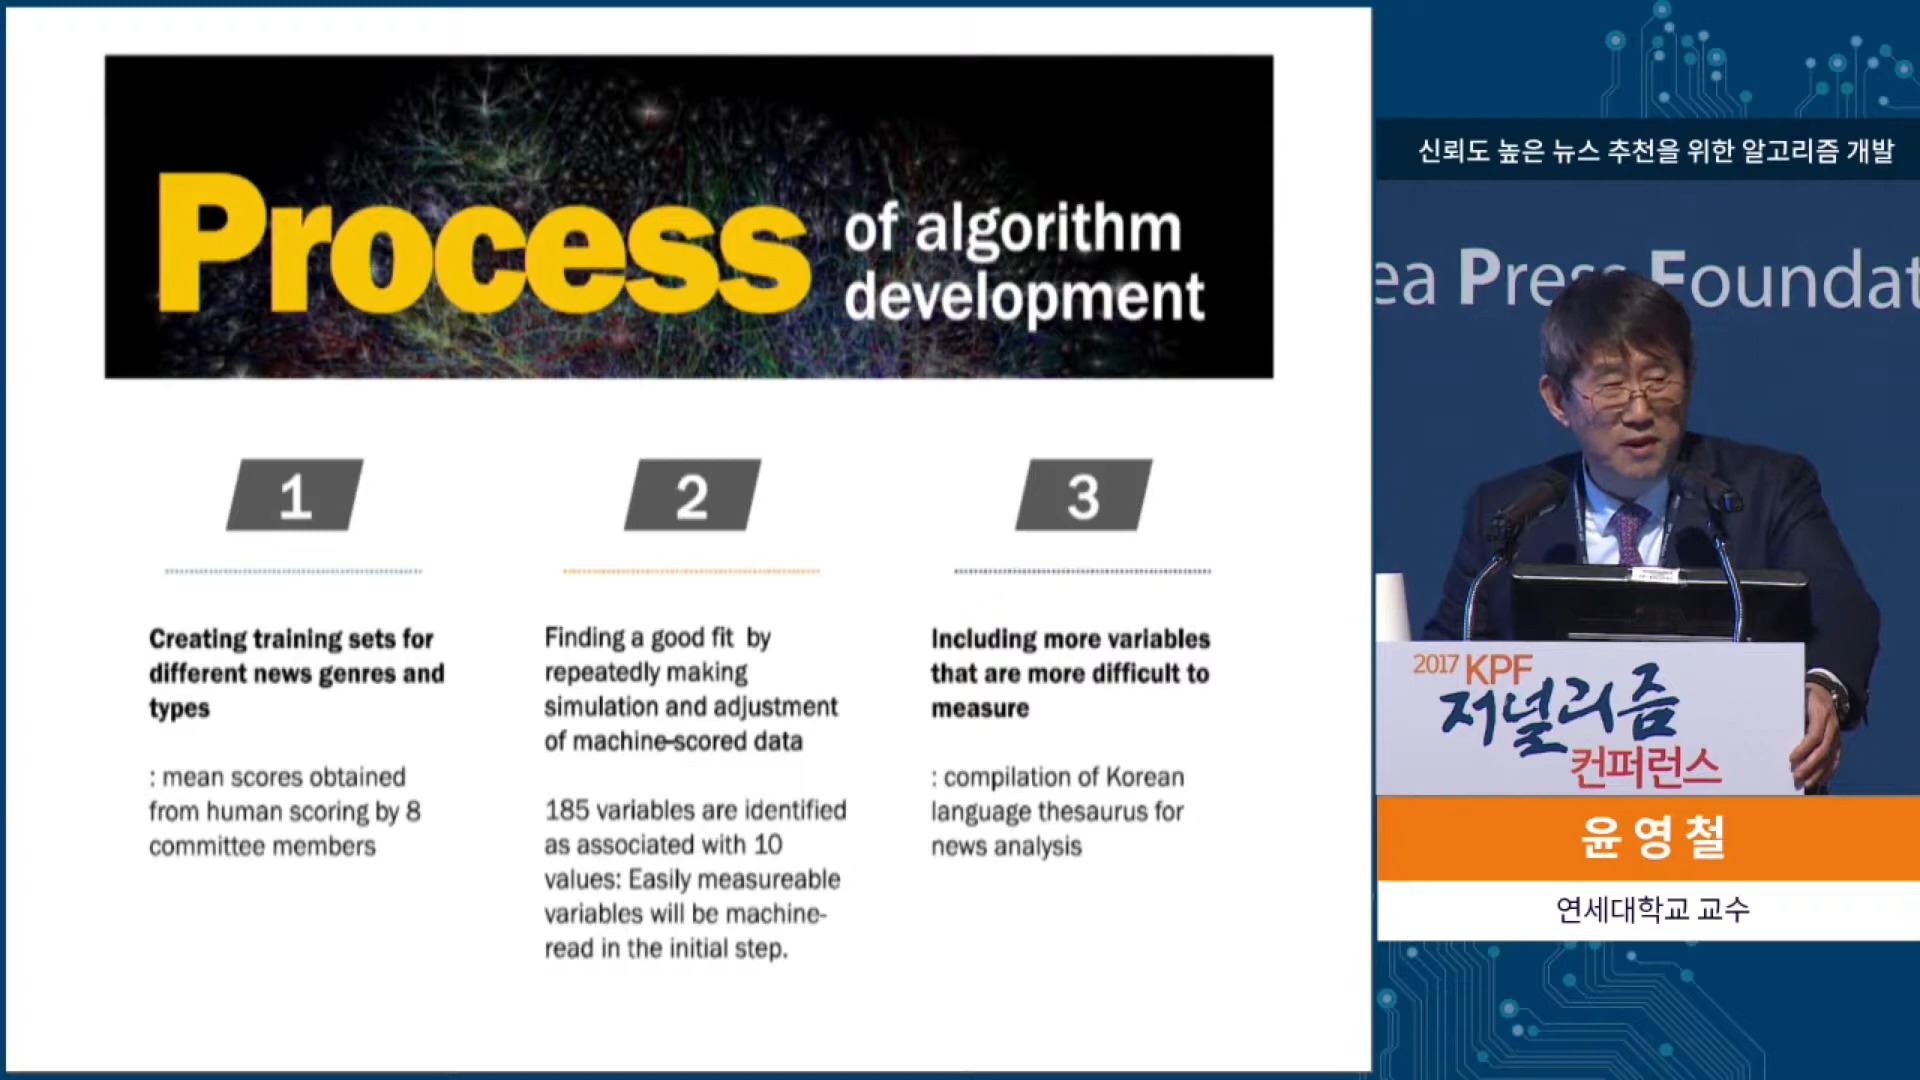 Process
of algorithm
development
1
Creating training sets for
different news genres and
types
: mean scores obtained
from human scoring by 8
committee members
2
Finding a good fit by
repeatedly making
simulation and adjustment
of machine-scored data
185 variables are identified
as associated with 10
values: Easily measureable
variables will be machine-
read in the initial step.
3
Including more variables
that are more difficult to
measure
: compilation of Korean
language thesaurus for
news analysis
신뢰도 높은 뉴스 추천을 위한 알고리즘 개발
ea Press Foundat
2017 KPF
저널리즘
컨퍼런스
윤영철
연세대학교 교수